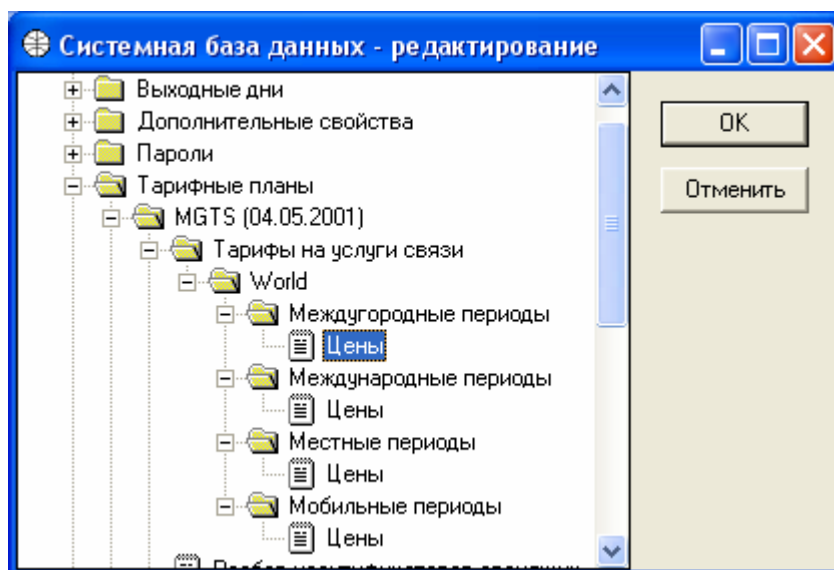 Системная база данных - редактирование
Выходные дни
OK
Дополнительные свойства
Пароли
Тарифные планы
Отменить
MGTS (04.05.2001)
Тарифы на услуги связи
World
Междугородные периоды
Цены
Международные периоды
Цены
Местные периоды
Цены
Мобильные периоды
Цены